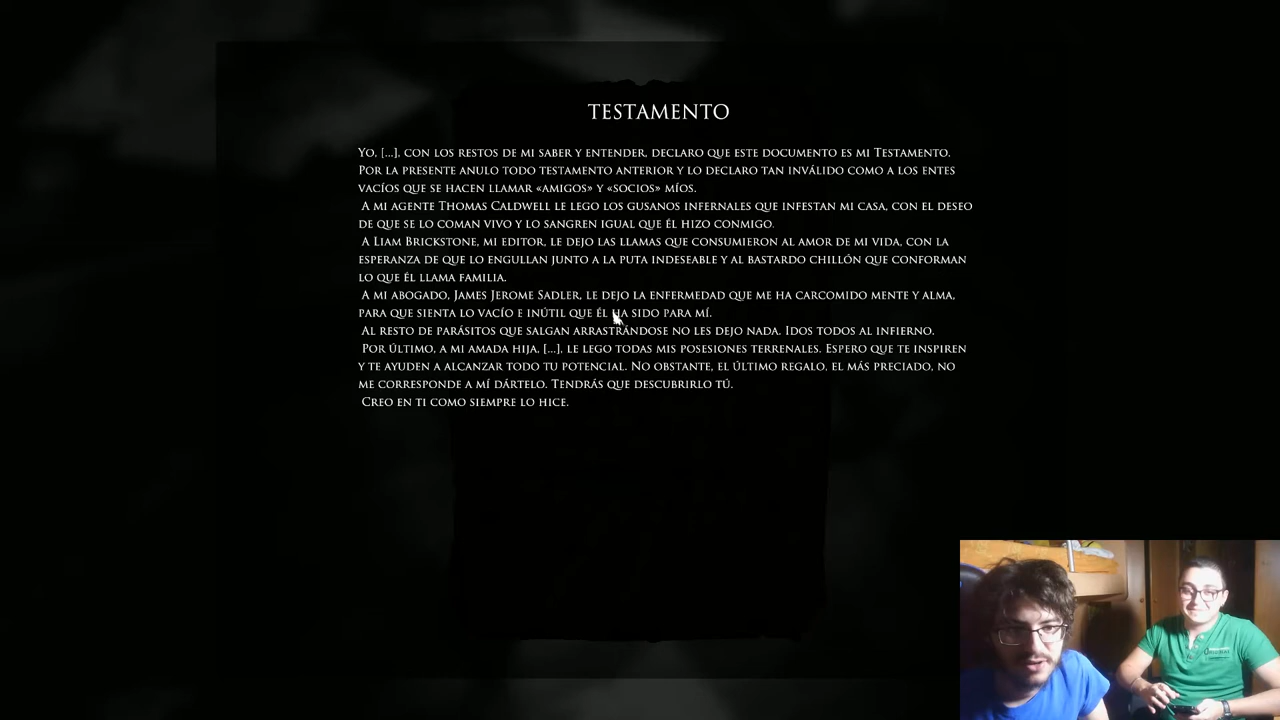 TESTAMENTO
Yo, [...], con los restos de mi saber y entender, declaro que este documento es mi Testamento.
Por la presente anulo todo testamento anterior y lo declaro tan inválido como a los entes
vacíos que se hacen llamar «amigos» y «socios» míos.
A mi agente Thomas Caldwell le lego los gusanos infernales que infestan mi casa, con el deseo
de que se lo coman vivo y lo sangren igual que él hizo conmigo.
A Liam Brickstone, mi editor, le dejo las llamas que consumieron al amor de mi vida, con la
esperanza de que lo engullan junto a la puta indeseable y al bastardo chillón que conforman
lo que él llama familia.
A mi abogado, James Jerome Sadler, le dejo la enfermedad que me ha carcomido mente y alma,
para que sienta lo vacío e inútil que él ha sido para mí.
Al resto de parásitos que salgan arrastrándose no les dejo nada. Idos todos al infierno.
Por último, a mi amada hija, [...], le lego todas mis posesiones terrenales. Espero que te inspiren
y te ayuden a alcanzar todo tu potencial. No obstante, el último regalo, el más preciado, no
me corresponde a mí dártelo. Tendrás que descubrirlo tú.
Creo en ti como siempre lo hice.